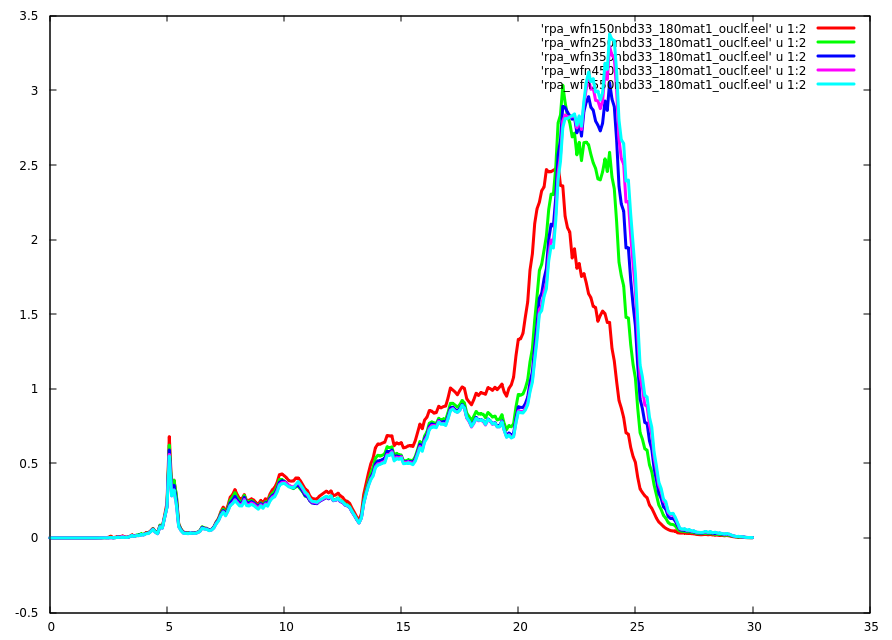 3.5
3
2.5
2
1.5
1
0.5
0
-0.5
0 5 10 15 20 25 30 35
'rpa_wfn150nbd33_180mat1_ouclf.eel' u 1:2
'rpa_wfn250nbd33_180mat1_ouclf.eel' u 1:2
'rpa_wfn350nbd33_180mat1_ouclf.eel' u 1:2
'rpa_wfn450nbd33_180mat1_ouclf.eel' u 1:2
'rpa_wfn550nbd33_180mat1_ouclf.eel' u 1:2